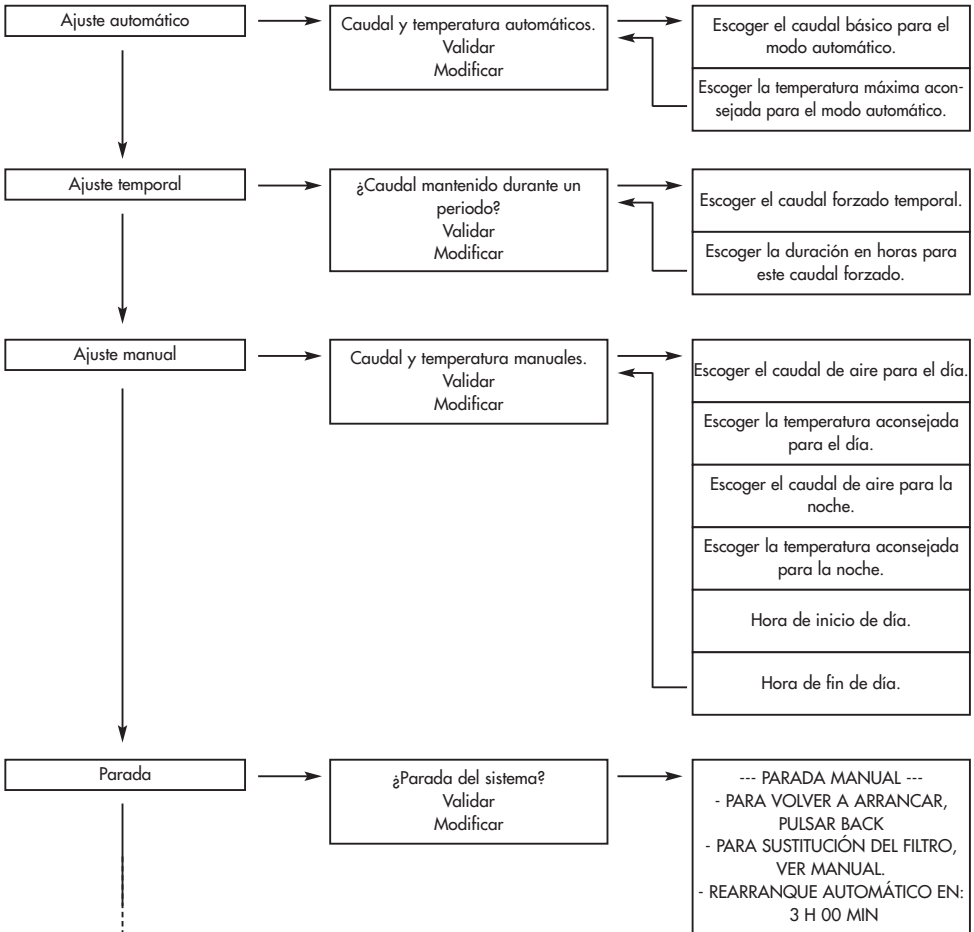 Ajuste automático
Caudal y temperatura automáticos.
Validar
Modificar
Escoger el caudal básico para el
modo automático.
Escoger la temperatura máxima acon-
sejada para el modo automático.
Ajuste temporal
¿Caudal mantenido durante un
periodo?
Validar
Modificar
Escoger el caudal forzado temporal.
Escoger la duración en horas para
este caudal forzado.
Ajuste manual
Caudal y temperatura manuales.
Validar
Modificar
Escoger el caudal de aire para el día.
Escoger la temperatura aconsejada
para el día.
Escoger el caudal de aire para la
noche.
Escoger la temperatura aconsejada
para la noche.
Hora de inicio de día.
Hora de fin de día.
Parada
¿Parada del sistema?
Validar
Modificar
--- PARADA MANUAL ---
- PARA VOLVER A ARRANCAR,
PULSAR BACK
- PARA SUSTITUCIÓN DEL FILTRO,
VER MANUAL.
- REARRANQUE AUTOMÁTICO EN:
3 H 00 MIN